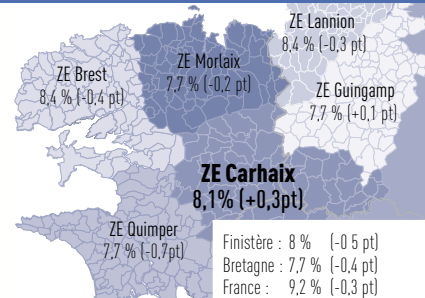 ZE Lannion
8,4 % (-0,3 pt)
ZE Morlaix
7,7 % (-0,2 pt)
ZE Brest
8,4 % (-0,4 pt)
ZE Guingamp
7,7 % (+0,1 pt)
ZE Carhaix
8,1% (+0,3pt)
ZE Quimper
7,7 % (-0,7pt)
Finistère : 8 % (-0 5 pt)
Bretagne : 7,7 % (-0,4 pt)
France : 9,2 % (-0,3 pt)